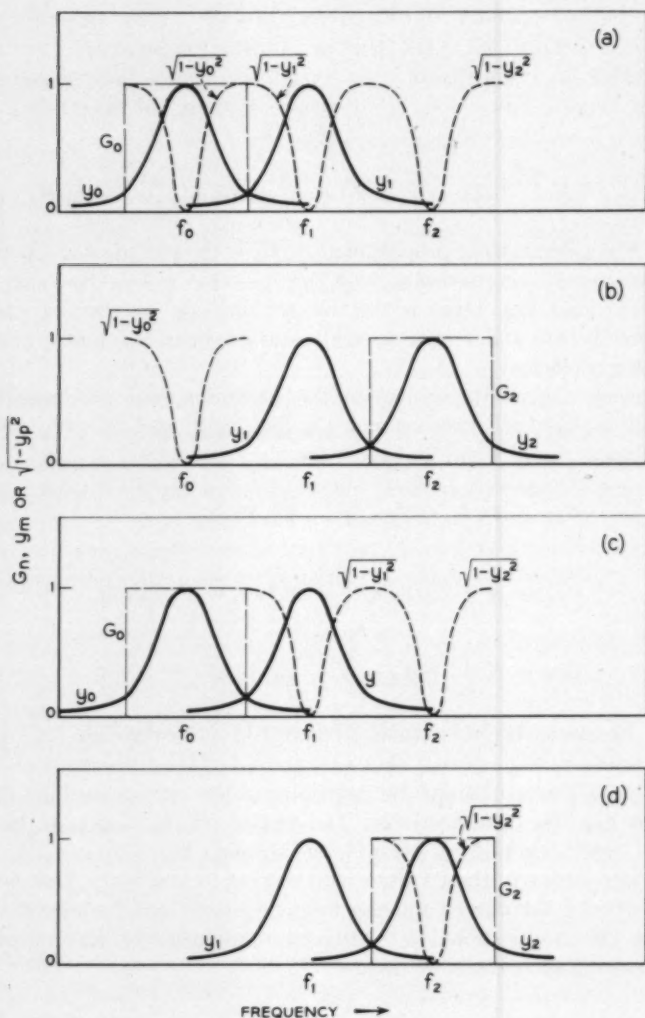 (a)
√1-y₀² √1-y₁² √1-y₂²
1
G₀
y₀ y₁
0
f₀ f₁ f₂
(b)
√1-y₀²
1
G₂
y₁ y₂
0
f₀ f₁ f₂
Gₙ, yₘ OR √1-yₚ²
(c)
√1-y₁² √1-y₂²
1
G₀
y₀ y
0
f₀ f₁ f₂
(d)
√1-y₂²
1
G₂
y₁ y₂
0
f₁ f₂
FREQUENCY →